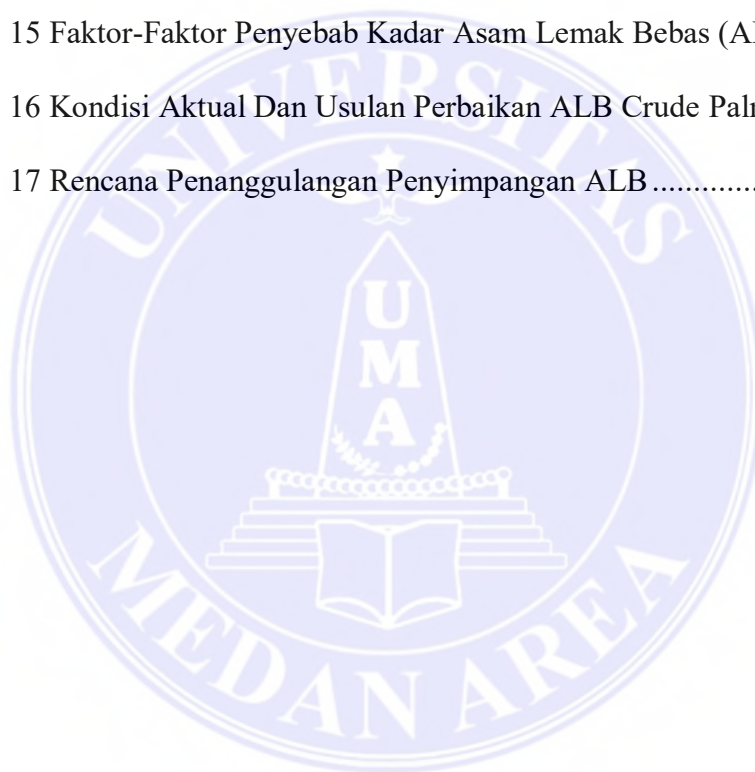 15 Faktor-Faktor Penyebab Kadar Asam Lemak Bebas
16 Kondisi Aktual Dan Usulan Perbaikan ALB Crude
17 Rencana Penanggulangan Penyimpangan ALB.............
UNIVERSITAS
UMA
MEDAN AREA